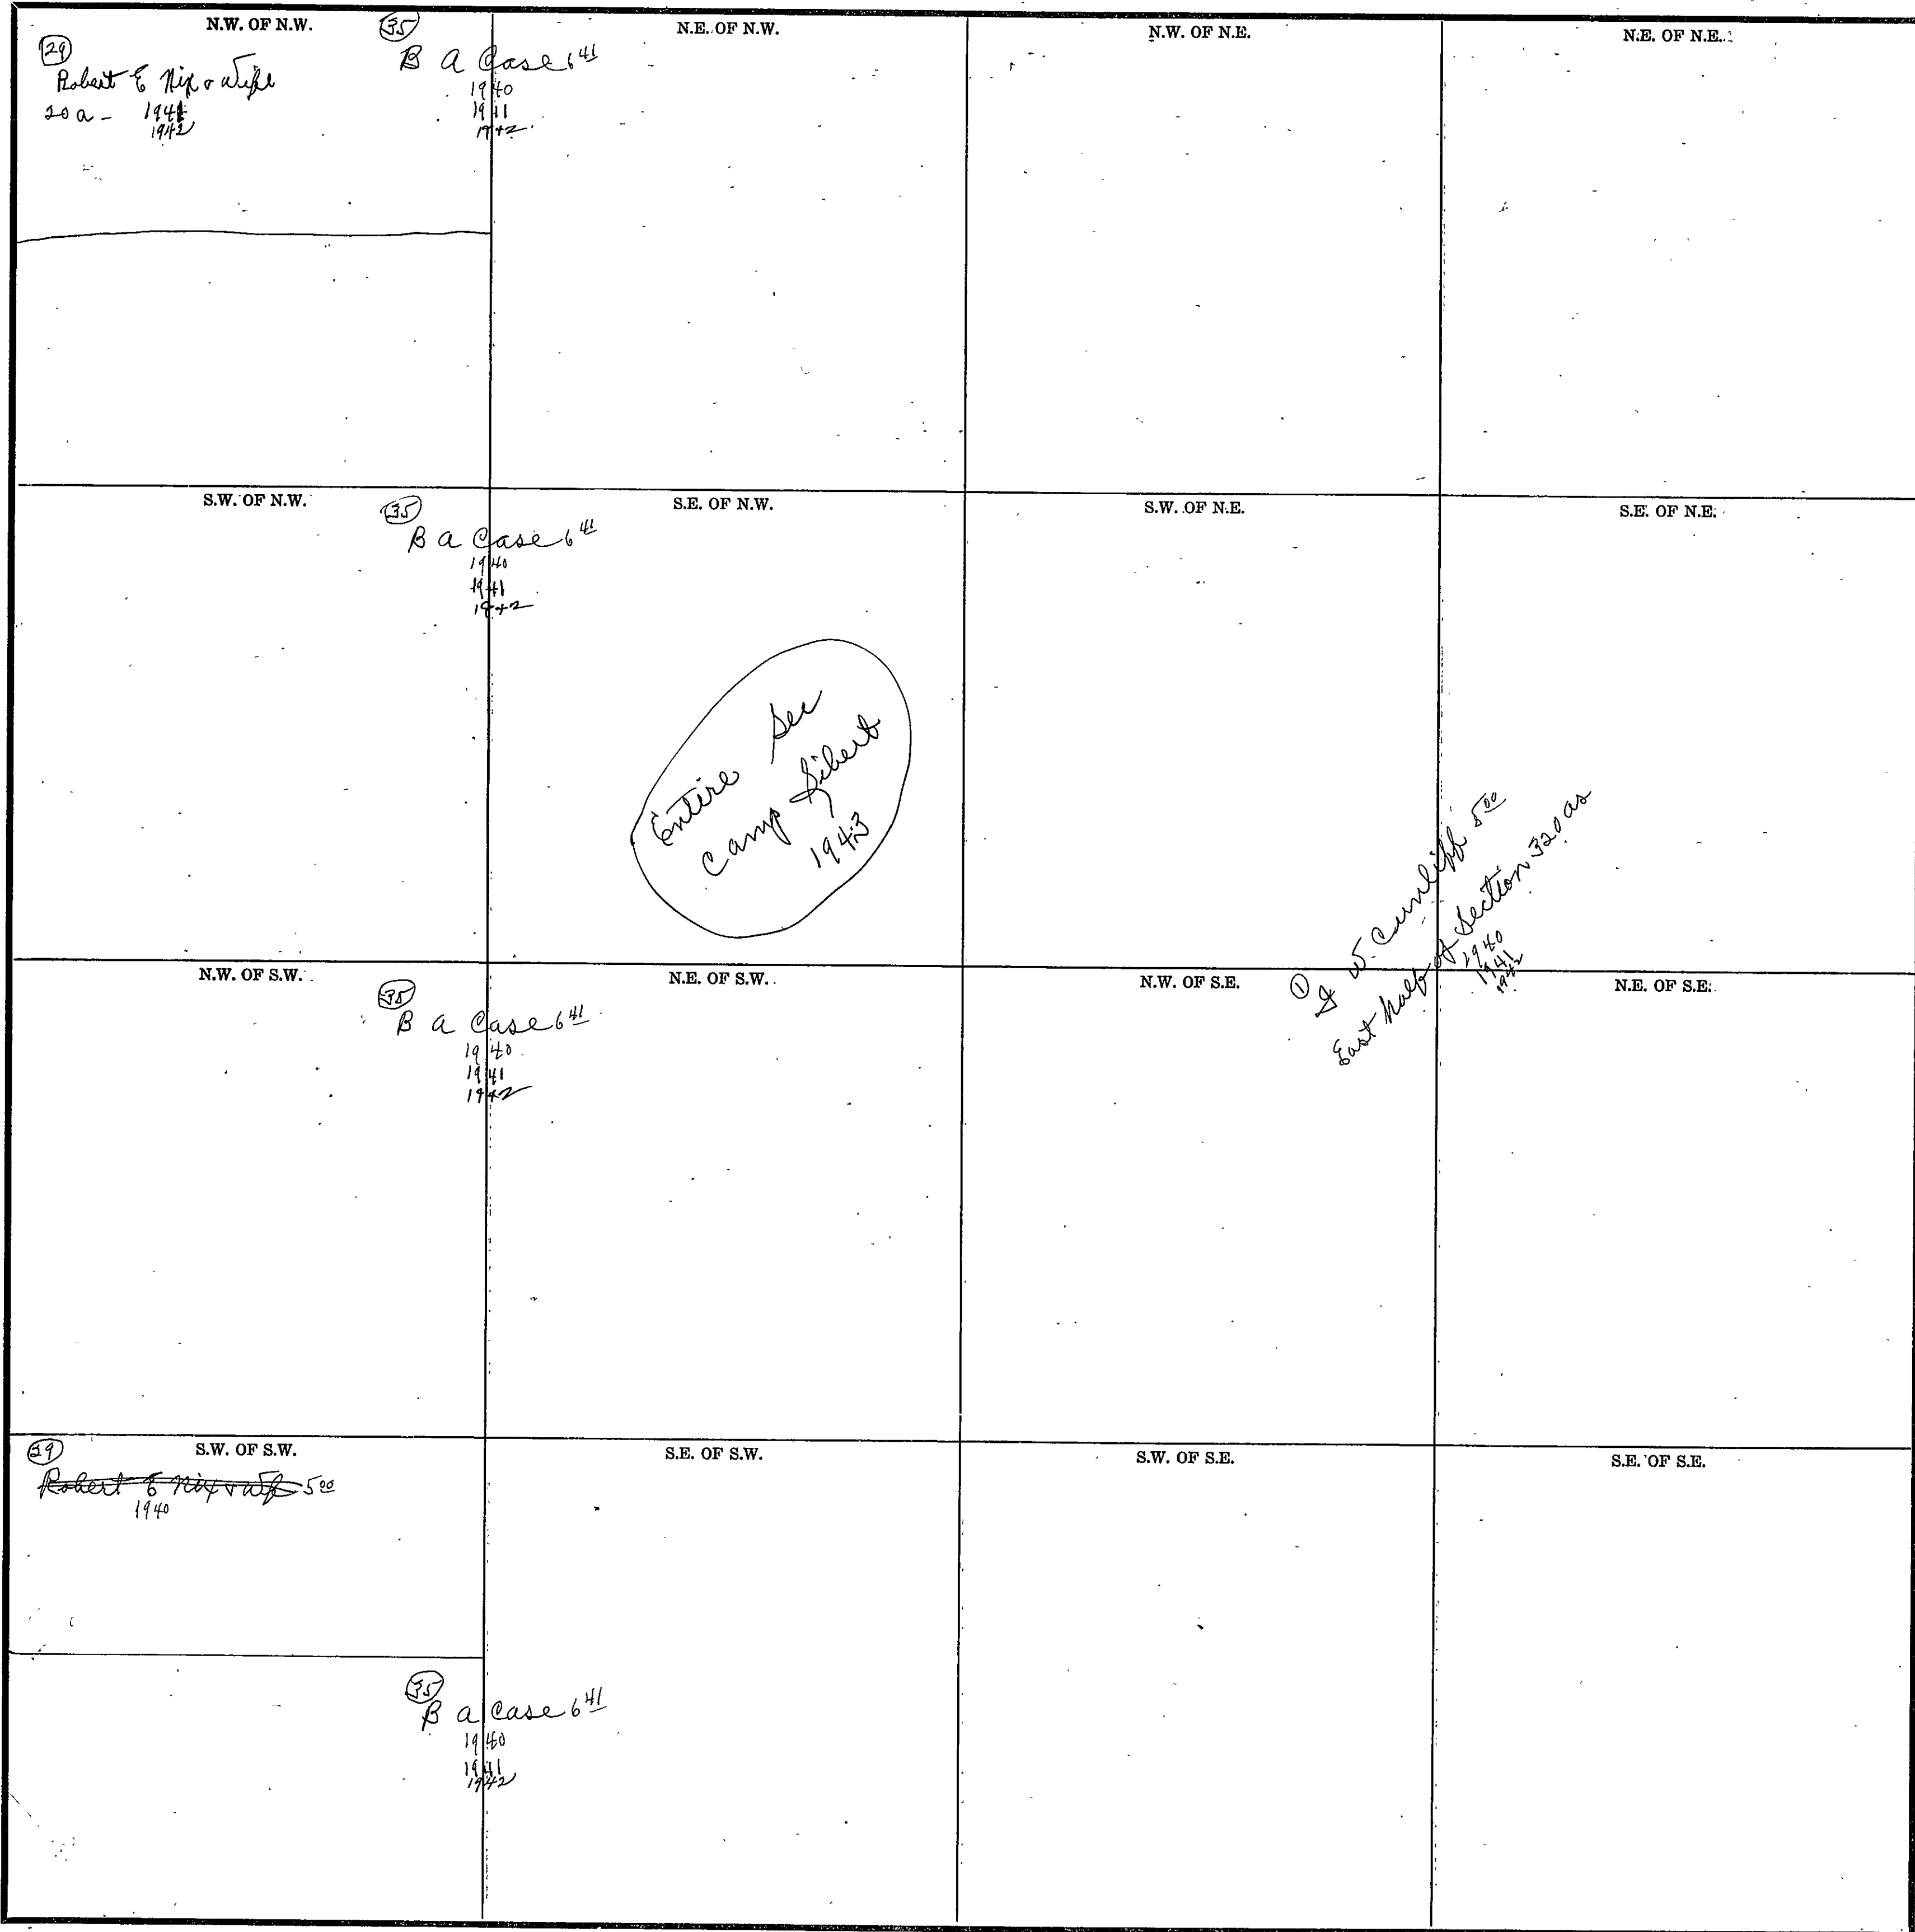 N.W. OF N.W.
N.E. OF N.W.
N.W. OF N.E.
N.E. OF N.E.
29
Robert E Nix & Wife
20 a - 1941
1942
35
B A Case 6 41
1940
1941
1942
S.W. OF N.W.
S.E. OF N.W.
S.W. OF N.E.
S.E. OF N.E.
35
B A Case 6 41
1940
1941
1942
Entire Sec
Camp Sibert
1943
1
W. Cunliff 5 00
East half of Section 320 as
1940
1941
1942
N.W. OF S.W.
N.E. OF S.W.
N.W. OF S.E.
N.E. OF S.E.
35
B A Case 6 41
1940
1941
1942
S.W. OF S.W.
S.E. OF S.W.
S.W. OF S.E.
S.E. OF S.E.
29
Robert E Nix & Wife 5 00
1940
35
B A Case 6 41
1940
1941
1942